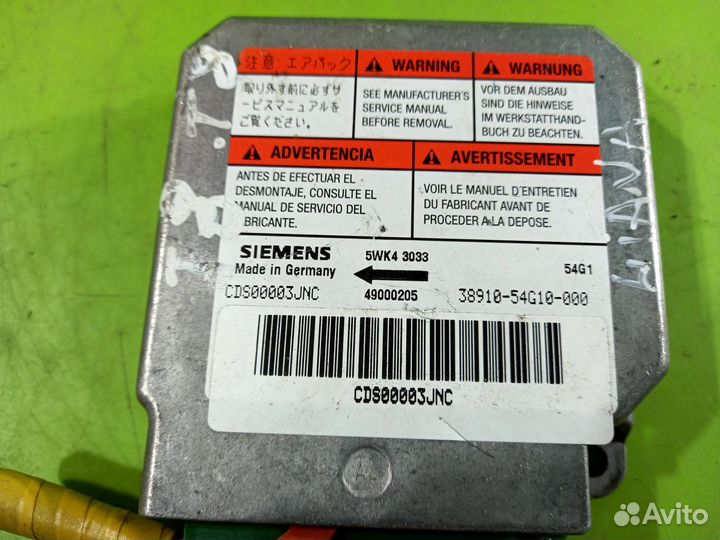 注意 エアバック
取り外す前に必ずサ
ービスマニュアルを
ご覧ください。
WARNING
SEE MANUFACTURER'S
SERVICE MANUAL
BEFORE REMOVAL.
WARNUNG
VOR DEM AUSBAU
SIND DIE HINWEISE
IM WERKSTATTHAND-
BUCH ZU BEACHTEN.
ADVERTENCIA
ANTES DE EFECTUAR EL
DESMONTAJE, CONSULTE EL
MANUAL DE SERVICIO DEL
BRICANTE.
AVERTISSEMENT
VOIR LE MANUEL D'ENTRETIEN
DU FABRICANT AVANT DE
PROCEDER A LA DEPOSE.
SIEMENS 5WK4 3033
Made in Germany 54G1
CDS00003JNC 49000205 38910-54G10-000
CDS00003JNC
AL
Avito